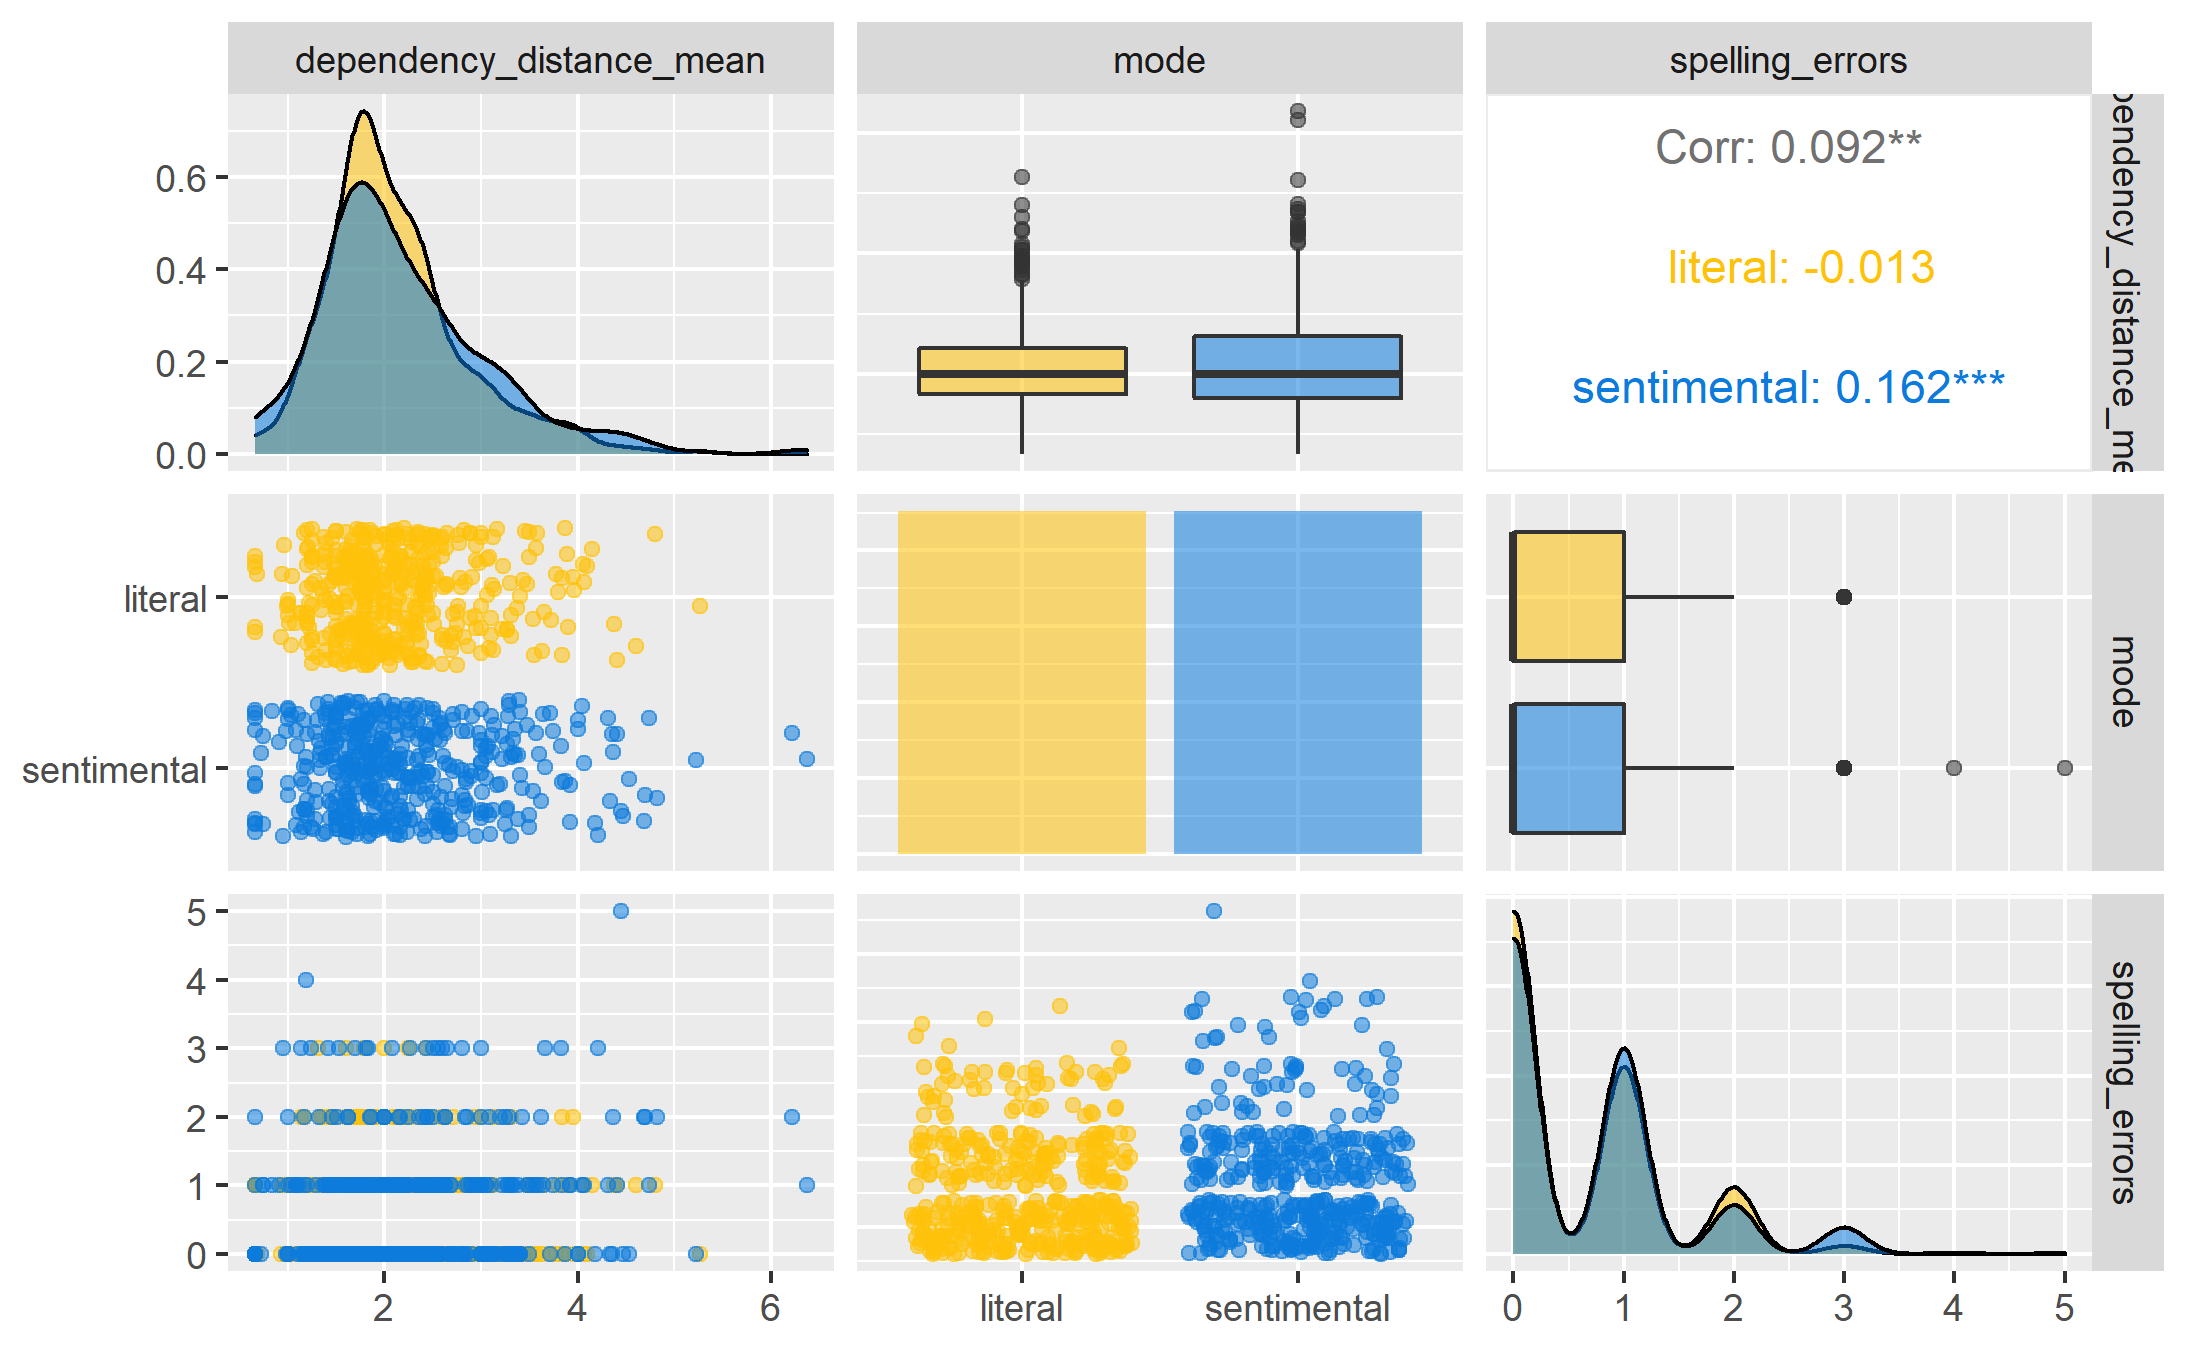 dependency_distance_mean
mode
spelling_errors
0.6
0.4
0.2
0.0
Corr: 0.092**
literal: -0.013
sentimental: 0.162***
literal
sentimental
mode
5
4
3
2
1
0
spelling_errors
2
4
6
literal
sentimental
0
1
2
3
4
5